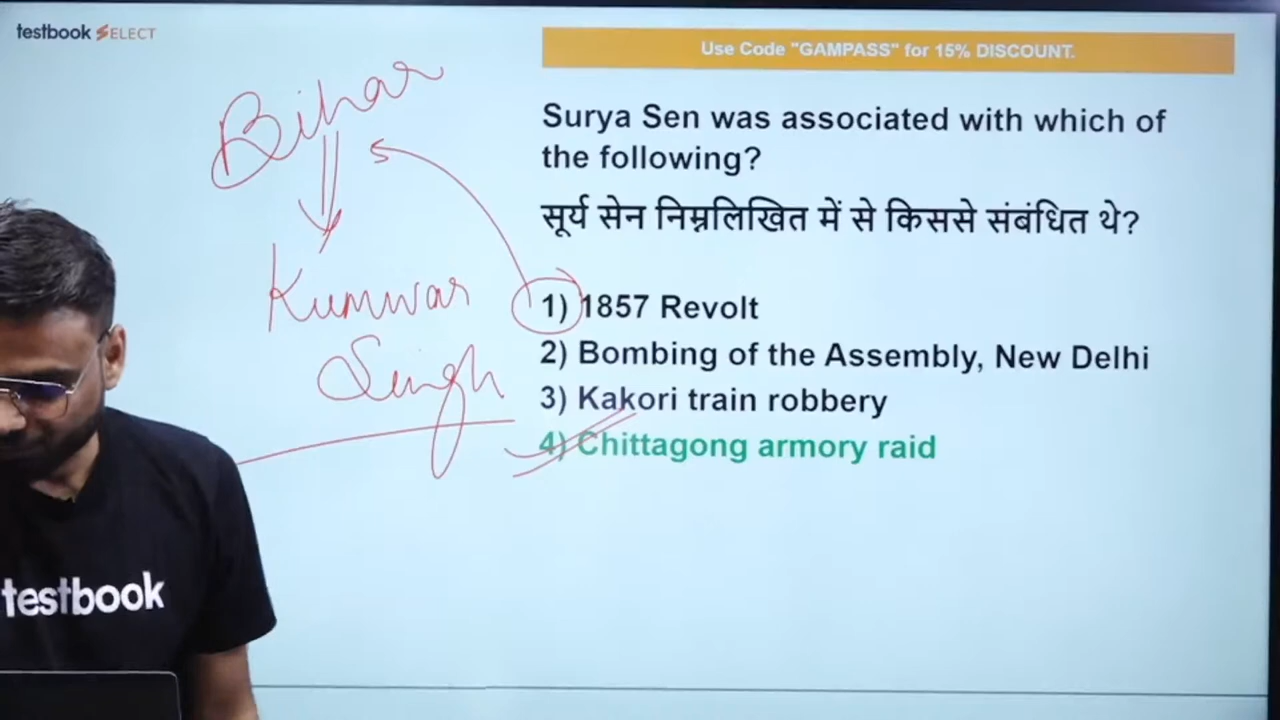 testbook SELECT
Use Code "GAMPASS" for 15% DISCOUNT.
Bihar
Kumwar
Singh
Surya Sen was associated with which of
the following?
सूर्य सेन निम्नलिखित में से किससे संबंधित थे?
1) 1857 Revolt
2) Bombing of the Assembly, New Delhi
3) Kakori train robbery
4) Chittagong armory raid
testbook